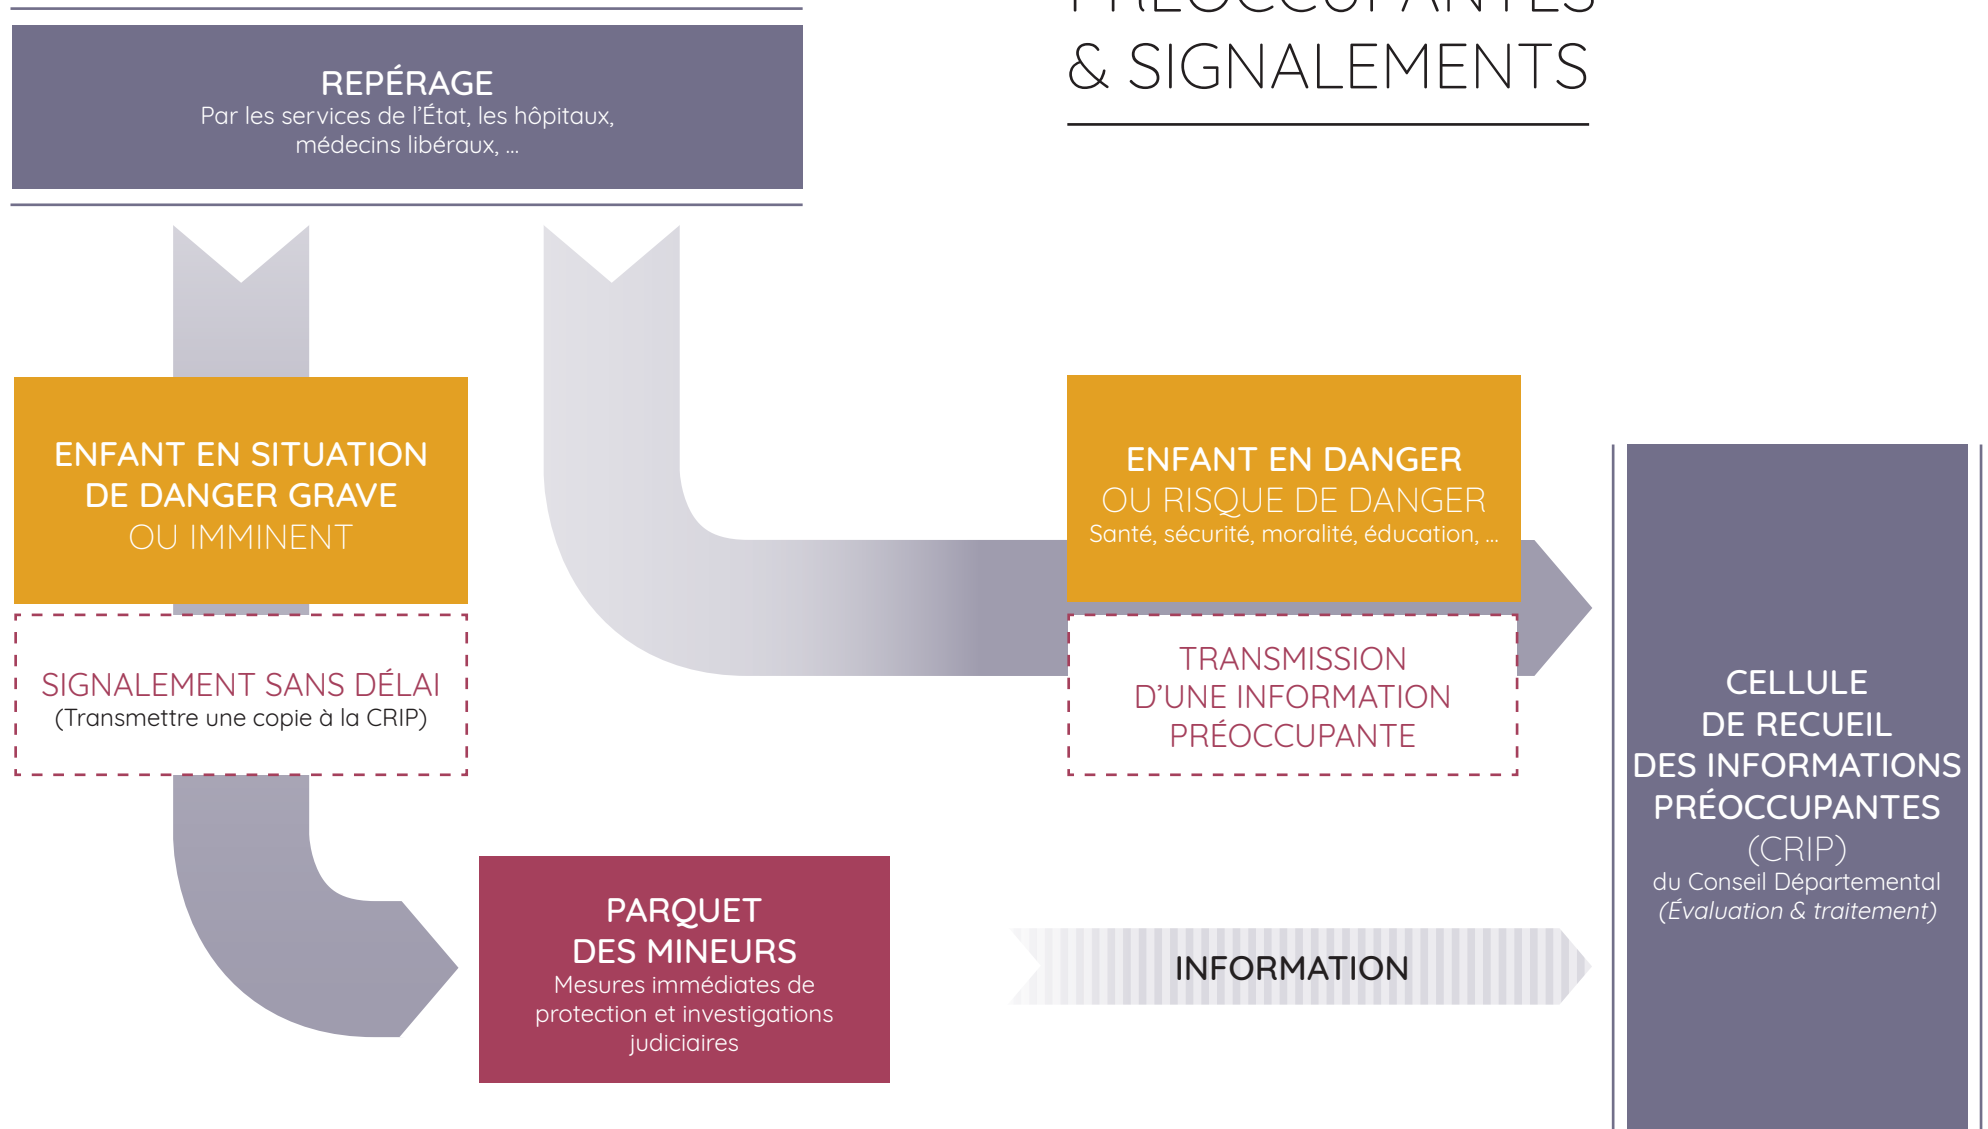 PRÉOCCUPANTES
& SIGNALEMENTS
REPÉRAGE
Par les services de l'État, les hôpitaux,
médecins libéraux, ...
ENFANT EN SITUATION
DE DANGER GRAVE
OU IMMINENT
SIGNALEMENT SANS DÉLAI
(Transmettre une copie à la CRIP)
ENFANT EN DANGER
OU RISQUE DE DANGER
Santé, sécurité, moralité, éducation, ...
TRANSMISSION
D'UNE INFORMATION
PRÉOCCUPANTE
PARQUET
DES MINEURS
Mesures immédiates de
protection et investigations
judiciaires
INFORMATION
CELLULE
DE RECUEIL
DES INFORMATIONS
PRÉOCCUPANTES
(CRIP)
du Conseil Départemental
(Évaluation & traitement)